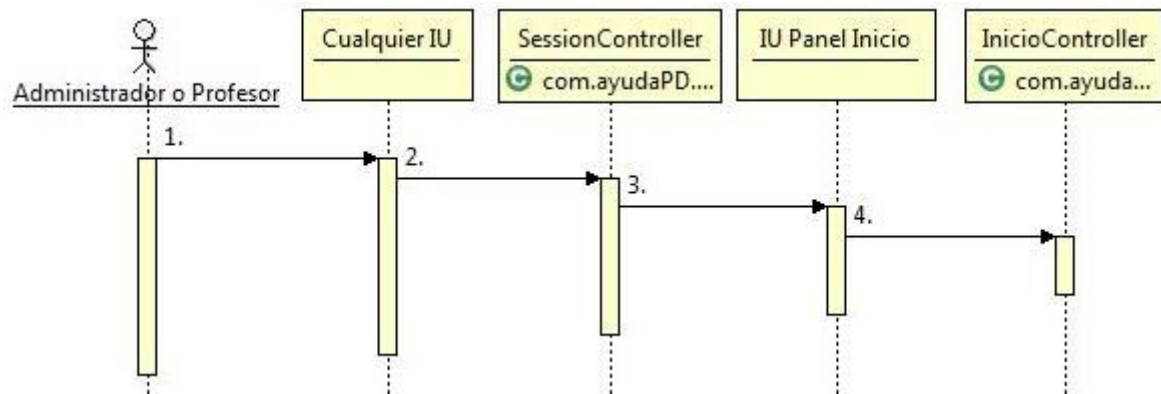 Administrador o Profesor
Cualquier IU
SessionController
com.ayudaPD....
IU Panel Inicio
InicioController
com.ayuda...
1.
2.
3.
4.